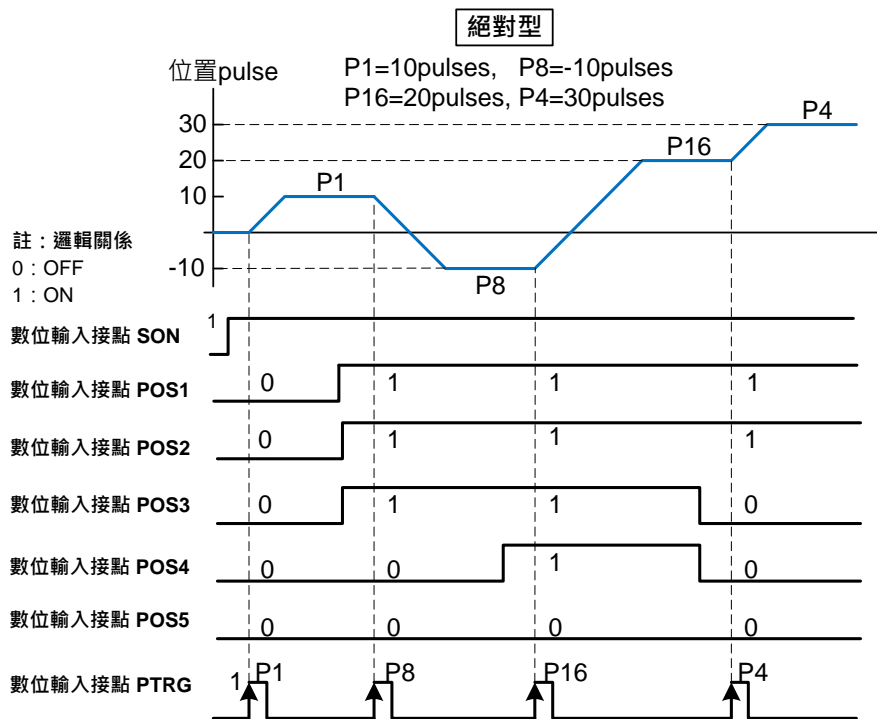 絕對型
位置pulse
P1=10pulses, P8=-10pulses
P16=20pulses, P4=30pulses
30
20
10
-10
P1
P8
P16
P4
註：邏輯關係
0：OFF
1：ON
數位輸入接點 SON
1
數位輸入接點 POS1
0 1 1 1
數位輸入接點 POS2
0 1 1 1
數位輸入接點 POS3
0 1 1 0
數位輸入接點 POS4
0 0 1 0
數位輸入接點 POS5
0 0 0 0
數位輸入接點 PTRG
1 P1 P8 P16 P4